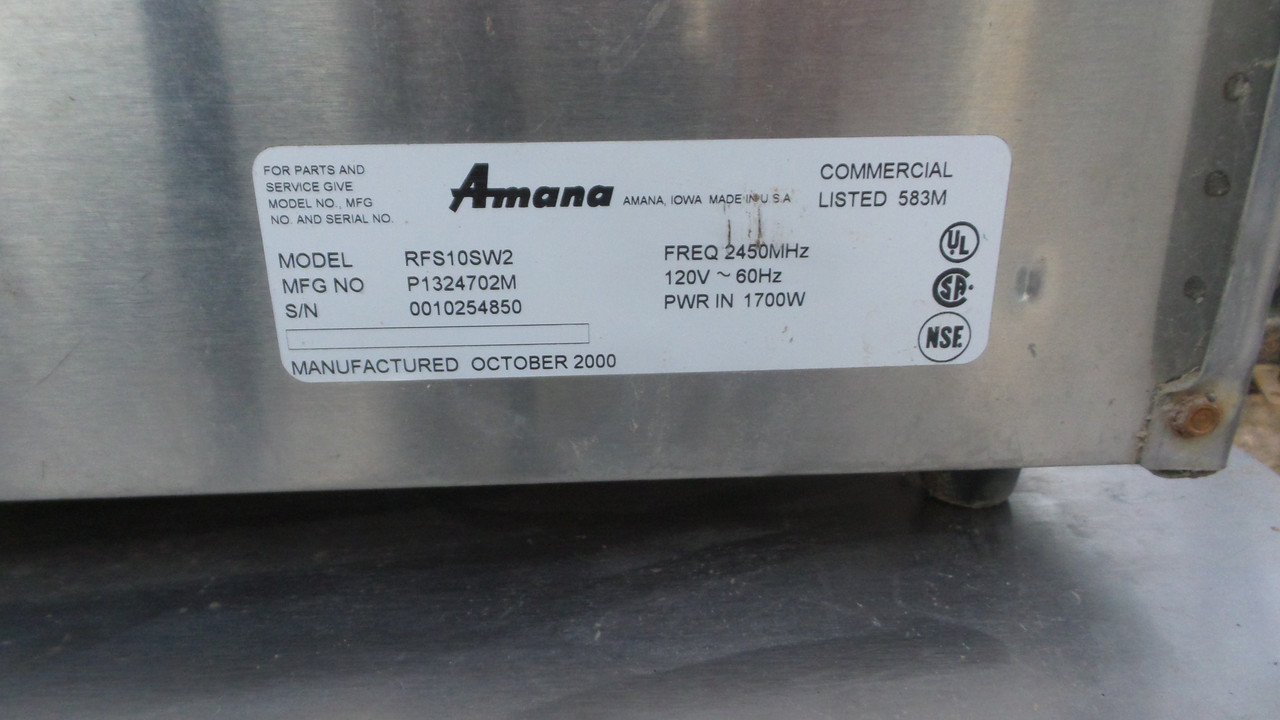 FOR PARTS AND
SERVICE GIVE
MODEL NO., MFG
NO. AND SERIAL NO.
Amana AMANA, IOWA MADE IN U S A
COMMERCIAL
LISTED 583M
MODEL RFS10SW2
MFG NO P1324702M
S/N 0010254850
MANUFACTURED OCTOBER 2000
FREQ 2450MHz
120V ~ 60Hz
PWR IN 1700W
UL
SA
NSF